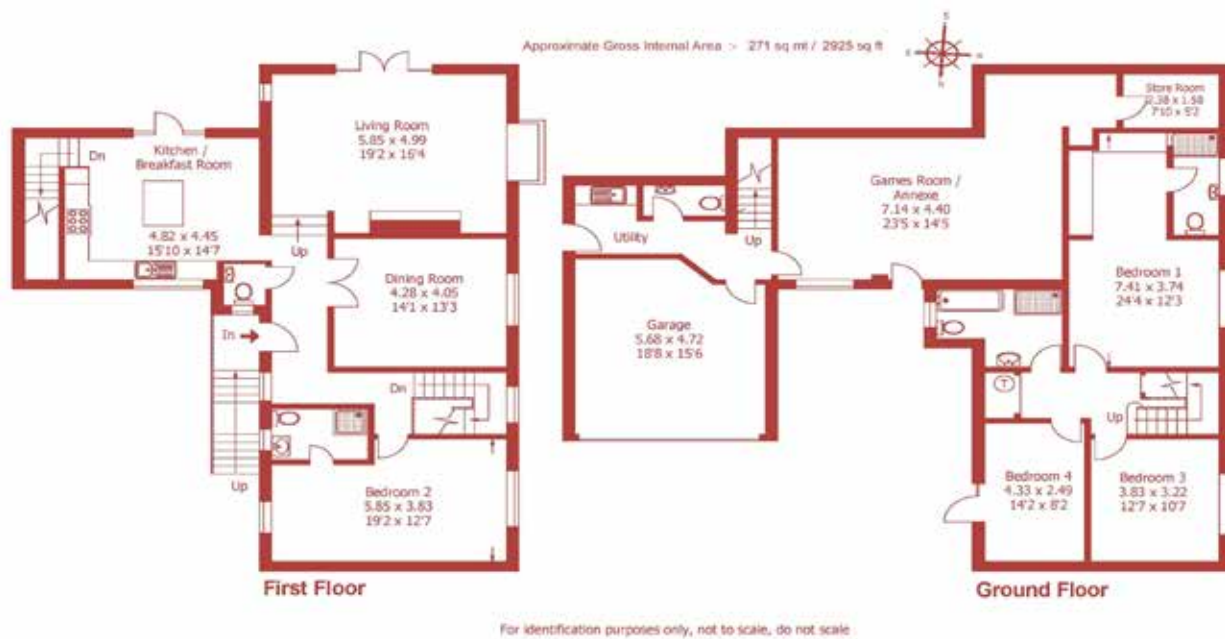 Approximate Gross Internal Area :- 271 sq mt / 2925 sq ft
S
E
N
Living Room
5.85 x 4.99
19'2 x 16'4
Dn
Kitchen /
Breakfast Room
4.82 x 4.45
15'10 x 14'7
Up
Dining Room
4.28 x 4.05
14'1 x 13'3
In
Dn
Up
Bedroom 2
5.85 x 3.83
19'2 x 12'7
First Floor
Store Room
2.38 x 1.58
7'10 x 5'2
Games Room /
Annexe
7.14 x 4.40
23'5 x 14'5
Utility
Up
Bedroom 1
7.41 x 3.74
24'4 x 12'3
Garage
5.68 x 4.72
18'8 x 15'6
T
Up
Bedroom 4
4.33 x 2.49
14'2 x 8'2
Bedroom 3
3.83 x 3.22
12'7 x 10'7
Ground Floor
For identification purposes only, not to scale, do not scale